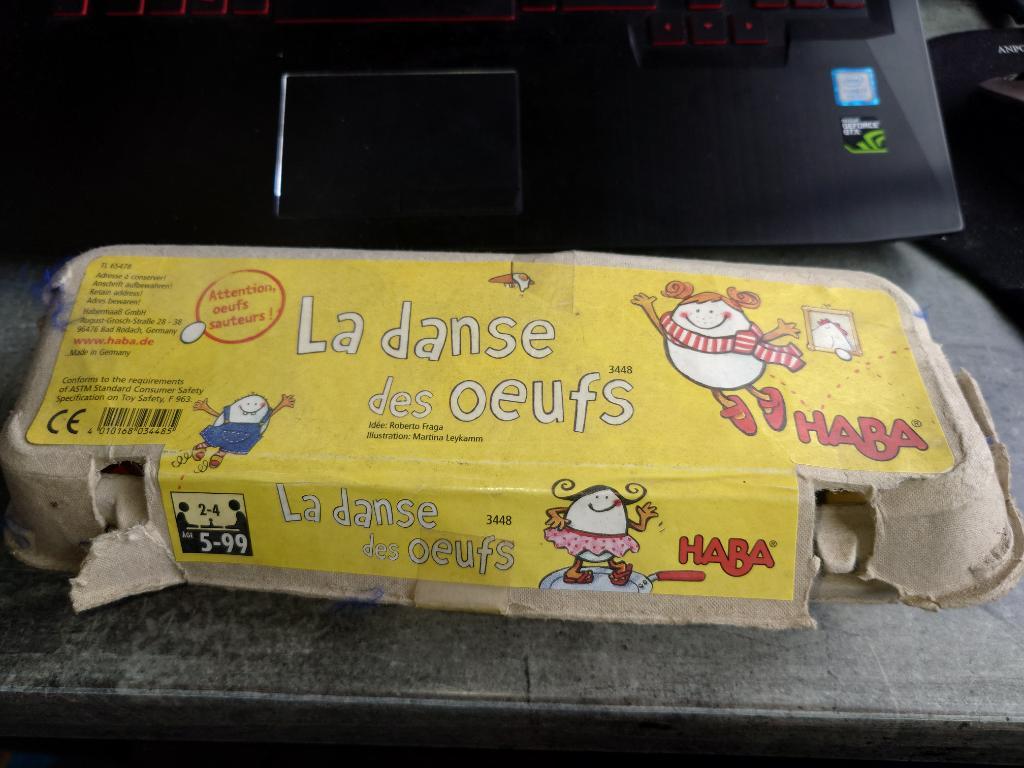 GEFORCE
GTX
TL 65478
Adresse à conserver!
Anschrift aufbewahren!
Retain address!
Adres bewaren!
Habermaaß GmbH
August-Grosch-Straße 28 - 38
96476 Bad Rodach, Germany
www.haba.de
Made in Germany
Conforms to the requirements
of ASTM Standard Consumer Safety
Specification on Toy Safety, F 963.
CE
4 010168 034485
Attention,
oeufs
sauteurs!
La danse
des oeufs
3448
Idée: Roberto Fraga
Illustration: Martina Leykamm
HABA®
2-4
AGE 5-99
La danse
des oeufs
3448
HABA®